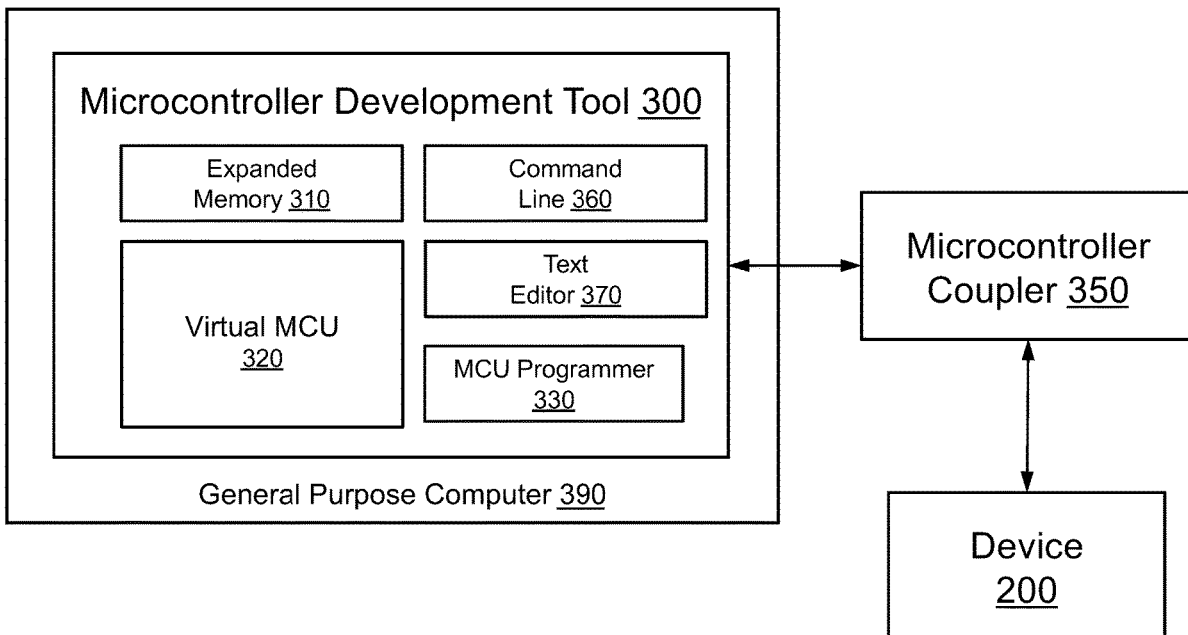 Microcontroller Development Tool 300
Expanded
Memory 310
Command
Line 360
Virtual MCU
320
Text
Editor 370
MCU Programmer
330
General Purpose Computer 390
Microcontroller
Coupler 350
Device
200